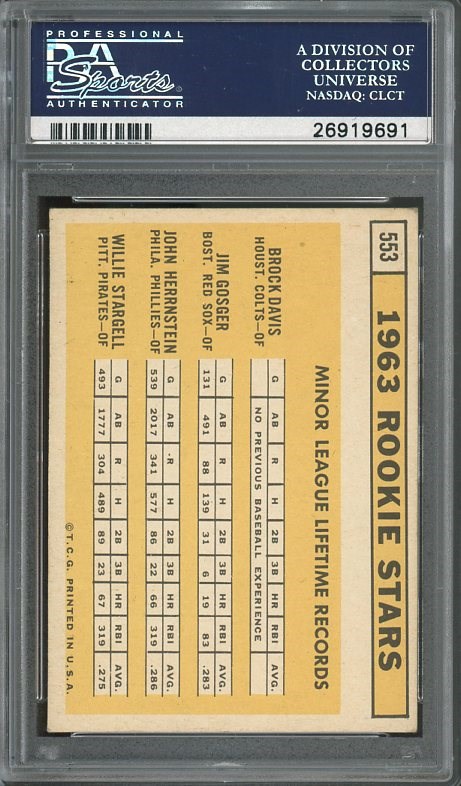 PROFESSIONAL
PSA
Sports
AUTHENTICATOR
A DIVISION OF
COLLECTORS
UNIVERSE
NASDAQ: CLCT
26919691
553 1963 ROOKIE STARS
MINOR LEAGUE LIFETIME RECORDS
G AB R H 2B 3B HR RBI AVG.
BROCK DAVIS
HOUST. COLTS—OF NO PREVIOUS BASEBALL EXPERIENCE
G AB R H 2B 3B HR RBI AVG.
JIM GOSGER
BOST. RED SOX—OF 131 491 88 139 31 6 19 83 .283
G AB R H 2B 3B HR RBI AVG.
JOHN HERRNSTEIN
PHILA. PHILLIES—OF 539 2017 341 577 86 22 66 319 .286
G AB R H 2B 3B HR RBI AVG.
WILLIE STARGELL
PITT. PIRATES—OF 493 1777 304 489 89 23 67 319 .275
© T.C.G. PRINTED IN U.S.A.